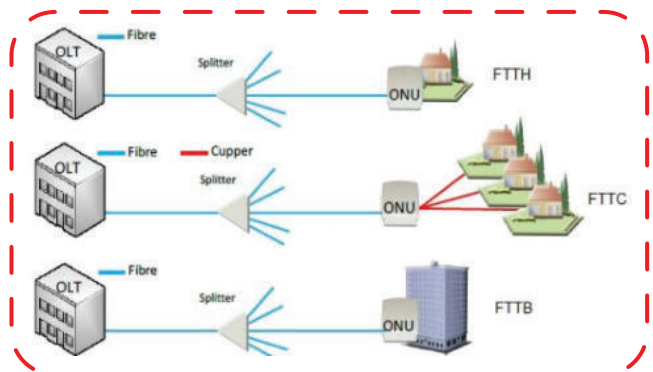 OLT
Fibre
Splitter
ONU
FTTH
OLT
Fibre
Cupper
Splitter
ONU
FTTC
OLT
Fibre
Splitter
ONU
FTTB